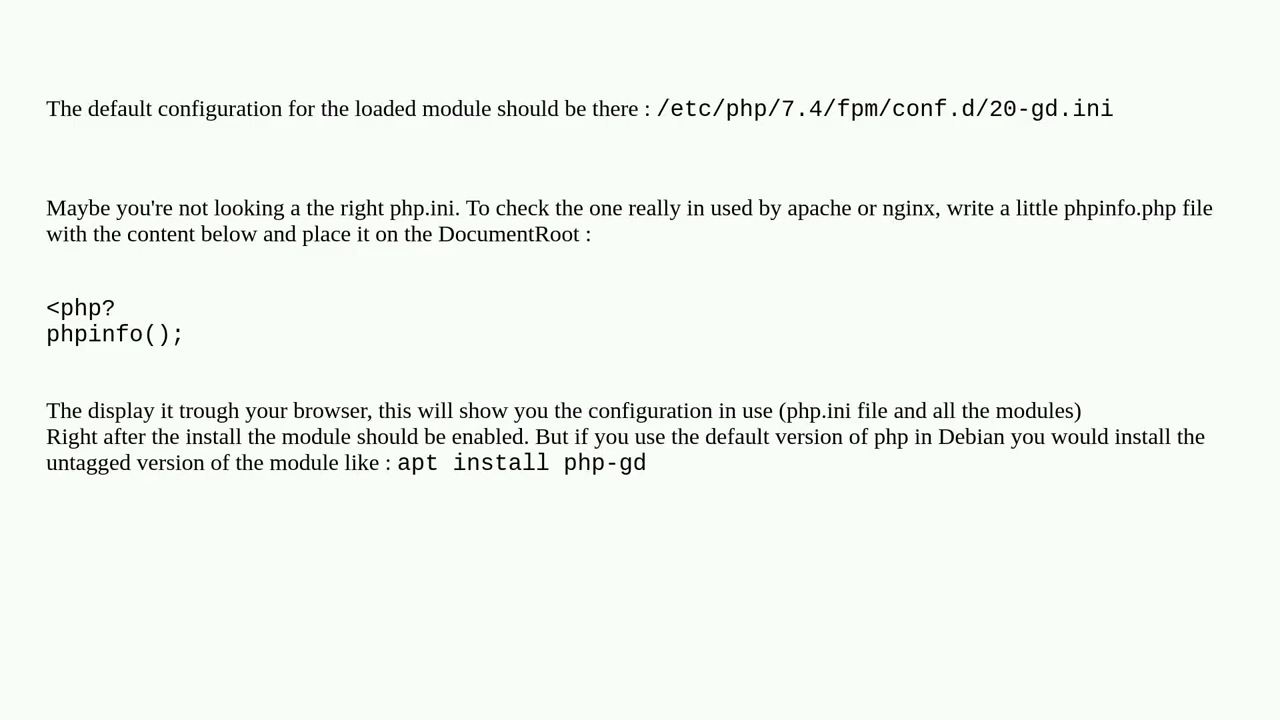 The default configuration for the loaded module should be there : /etc/php/7.4/fpm/conf.d/20-gd.ini
Maybe you're not looking a the right php.ini. To check the one really in used by apache or nginx, write a little phpinfo.php file
with the content below and place it on the DocumentRoot :
<php?
phpinfo();
The display it trough your browser, this will show you the configuration in use (php.ini file and all the modules)
Right after the install the module should be enabled. But if you use the default version of php in Debian you would install the
untagged version of the module like : apt install php-gd